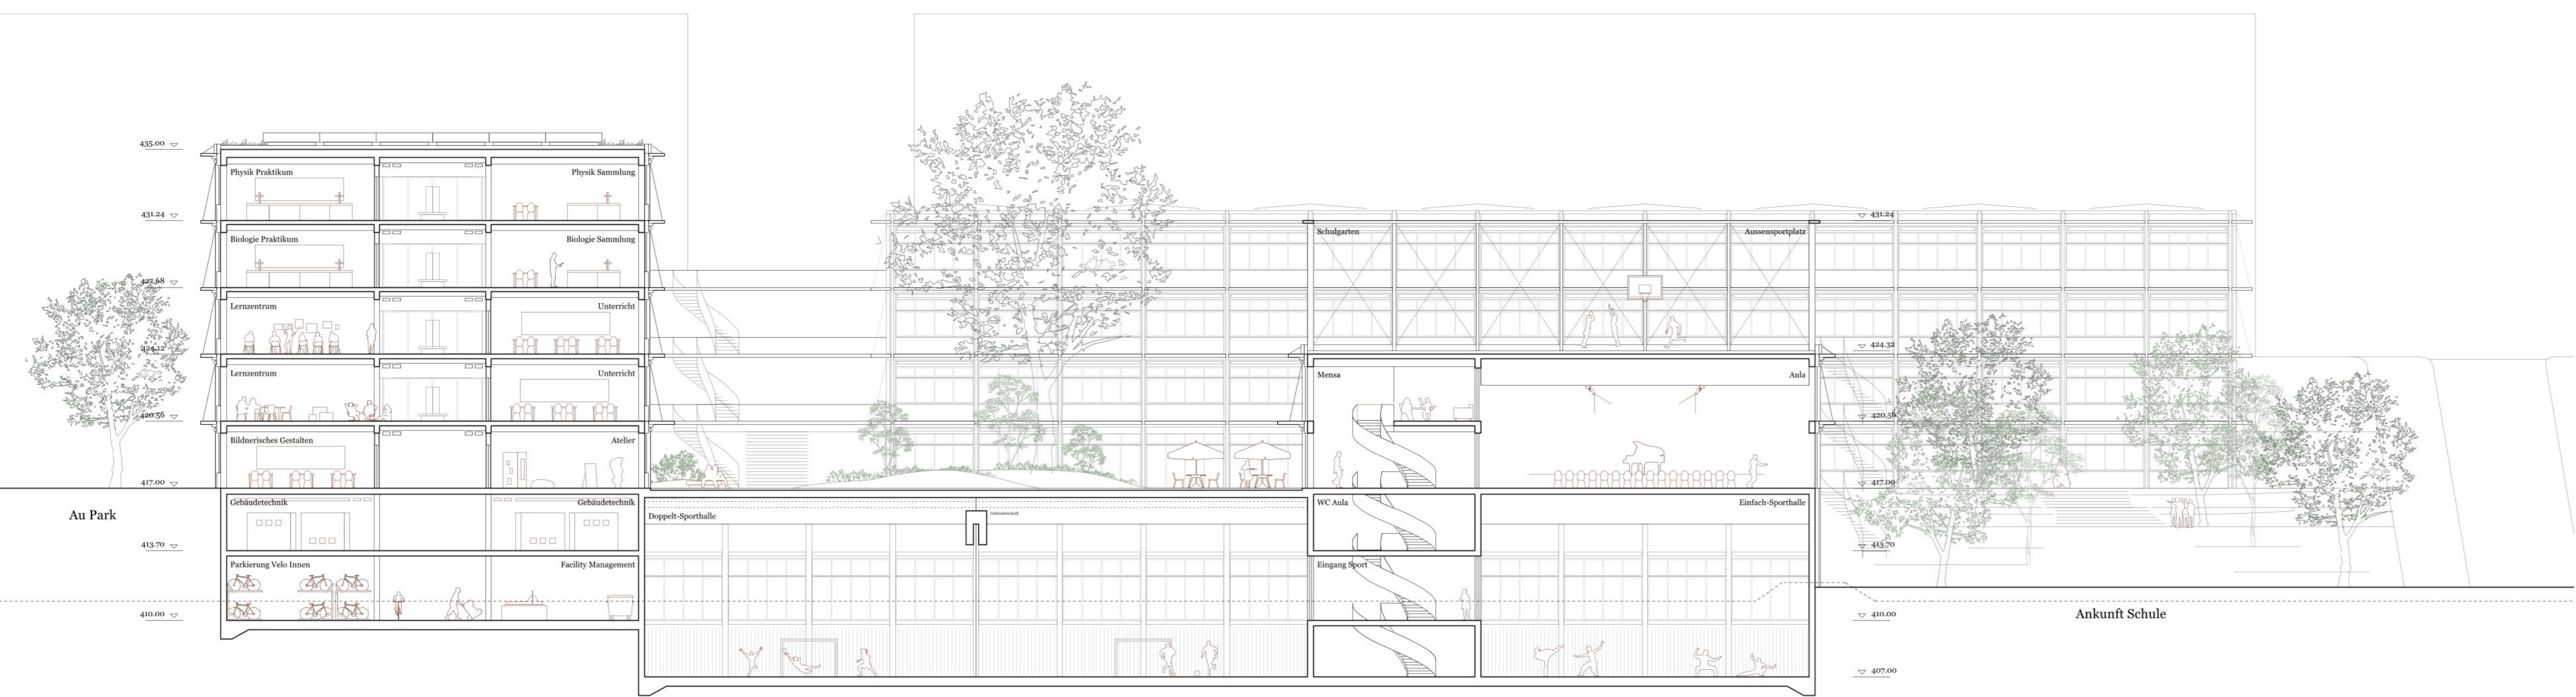 435.00
Physik Praktikum
Physik Sammlung
431.24
Biologie Praktikum
Biologie Sammlung
427.68
Lernzentrum
Unterricht
424.12
Lernzentrum
Unterricht
420.56
Bildnerisches Gestalten
Atelier
417.00
Au Park
Gebäudetechnik
Gebäudetechnik
413.70
Parkierung Velo Innen
Facility Management
410.00
Doppelt-Sporthalle
Gebäudetechnik
Schulgarten
Aussensportplatz
431.24
424.32
Mensa
Aula
420.56
417.00
WC Aula
Einfach-Sporthalle
413.70
Eingang Sport
410.00
407.00
Ankunft Schule